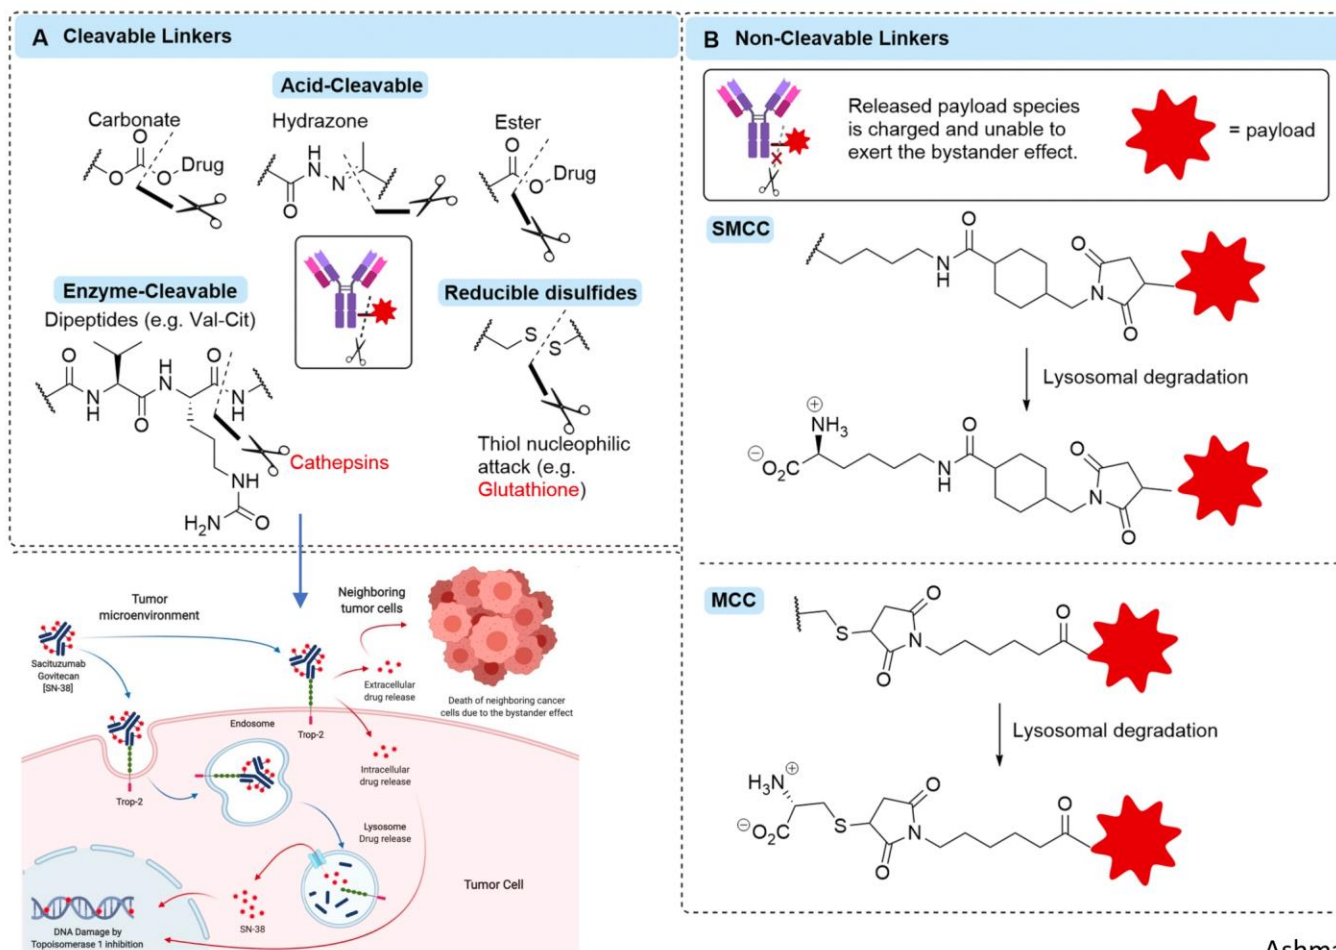 A Cleavable Linkers
Acid-Cleavable
Carbonate
O
O
O
Drug
Hydrazone
H
N
N
O
Ester
O
O
Drug
Enzyme-Cleavable
Dipeptides (e.g. Val-Cit)
O
N
H
O
H
N
O
N
H
Cathepsins
NH
H2N
O
Reducible disulfides
S
S
Thiol nucleophilic
attack (e.g.
Glutathione)
Tumor
microenvironment
Sacituzumab
Govitecan
[SN-38]
Trop-2
Endosome
Trop-2
Neighboring
tumor cells
Extracellular
drug release
Death of neighboring cancer
cells due to the bystander effect
Intracellular
drug release
Lysosome
Drug release
SN-38
Tumor Cell
DNA Damage by
Topoisomerase 1 inhibition
B Non-Cleavable Linkers
Released payload species
is charged and unable to
exert the bystander effect.
= payload
SMCC
O
N
H
O
N
O
Lysosomal degradation
⊕
NH3
⊖
O2C
O
N
H
O
N
O
MCC
S
O
N
O
O
Lysosomal degradation
⊕
H3N
⊖
O2C
S
O
N
O
O
Ashma